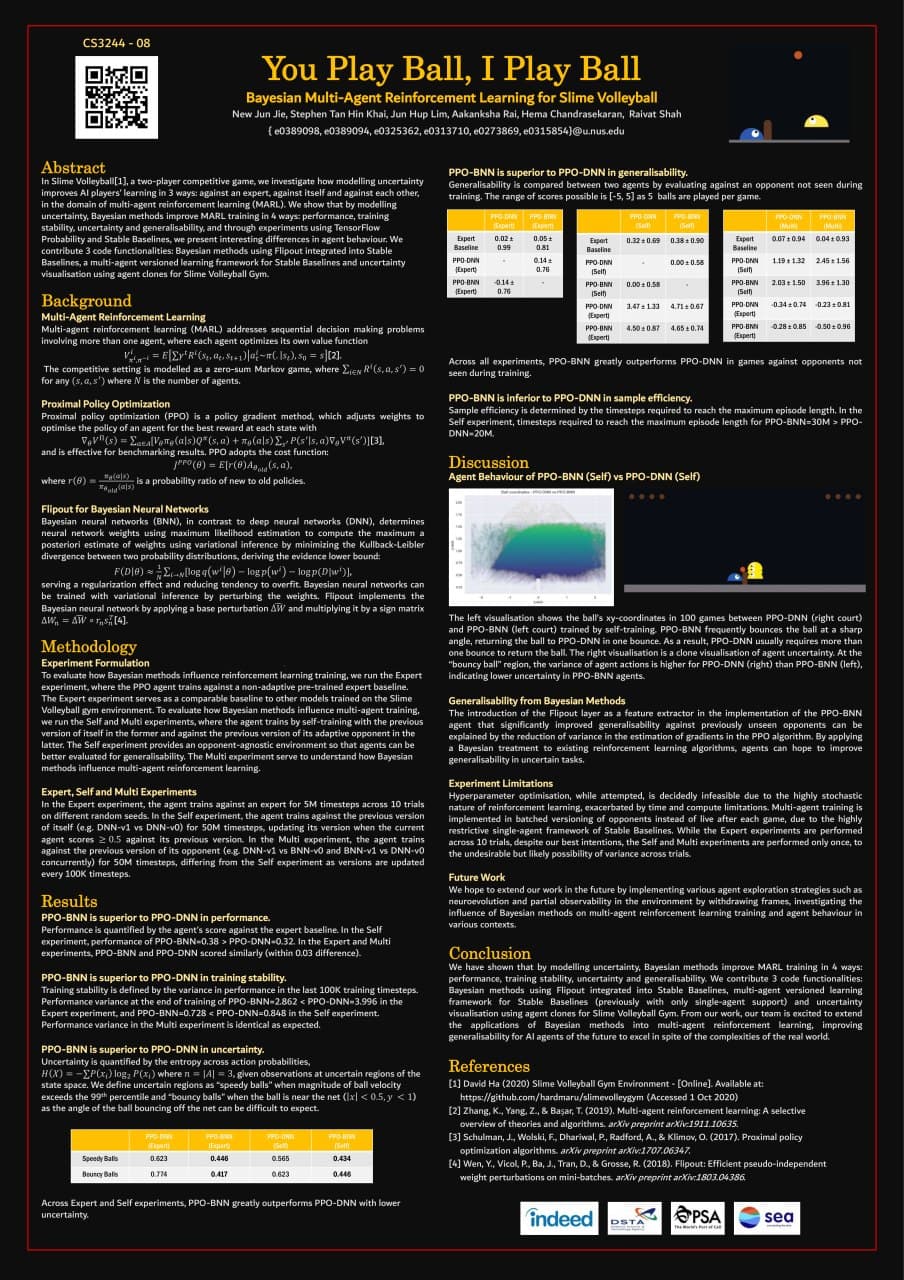 CS3244 - 08
You Play Ball, I Play Ball
Bayesian Multi-Agent Reinforcement Learning for Slime Volleyball
New Jun Jie, Stephen Tan Hin Khai, Jun Hup Lim, Aakanksha Rai, Hema Chandrasekaran, Raivat Shah
{ e0389098, e0389094, e0325362, e0313710, e0273869, e0315854}@u.nus.edu
Abstract
In Slime Volleyball[1], a two-player competitive game, we investigate how modelling uncertainty
improves AI players' learning in 3 ways: against an expert, against itself and against each other,
in the domain of multi-agent reinforcement learning (MARL). We show that by modelling
uncertainty, Bayesian methods improve MARL training in 4 ways: performance, training
stability, uncertainty and generalisability, and through experiments using TensorFlow
Probability and Stable Baselines, we present interesting differences in agent behaviour. We
contribute 3 code functionalities: Bayesian methods using Flipout integrated into Stable
Baselines, a multi-agent versioned learning framework for Stable Baselines and uncertainty
visualisation using agent clones for Slime Volleyball Gym.
Background
Multi-Agent Reinforcement Learning
Multi-agent reinforcement learning (MARL) addresses sequential decision making problems
involving more than one agent, where each agent optimizes its own value function
V^i_{π^i,π^-i} = E[∑γ^t R^i(s_t, a_t, s_{t+1})|a^i_t~π(.|s_t), s_0 = s][2].
The competitive setting is modelled as a zero-sum Markov game, where ∑_{i∈N} R^i(s, a, s') = 0
for any (s, a, s') where N is the number of agents.
Proximal Policy Optimization
Proximal policy optimization (PPO) is a policy gradient method, which adjusts weights to
optimise the policy of an agent for the best reward at each state with
∇_θV^Π(s) = ∑_{a∈A}[∇_θπ_θ(a|s)Q^π(s, a) + π_θ(a|s) ∑_{s'} P(s'|s, a)∇_θV^π(s')][3],
and is effective for benchmarking results. PPO adopts the cost function:
J^{PPO}(θ) = E[r(θ)A_{θ_old}(s, a),
where r(θ) = π_θ(a|s)/π_{θ_old}(a|s) is a probability ratio of new to old policies.
Flipout for Bayesian Neural Networks
Bayesian neural networks (BNN), in contrast to deep neural networks (DNN), determines
neural network weights using maximum likelihood estimation to compute the maximum a
posteriori estimate of weights using variational inference by minimizing the Kullback-Leibler
divergence between two probability distributions, deriving the evidence lower bound:
F(D|θ) ≈ 1/N ∑_{i→N}[log q(w^i|θ) − log p(w^i) − log p(D|w^i)],
serving a regularization effect and reducing tendency to overfit. Bayesian neural networks can
be trained with variational inference by perturbing the weights. Flipout implements the
Bayesian neural network by applying a base perturbation ΔW̄ and multiplying it by a sign matrix
ΔW_n = ΔW̄ ∘ r_n s_n^T[4].
Methodology
Experiment Formulation
To evaluate how Bayesian methods influence reinforcement learning training, we run the Expert
experiment, where the PPO agent trains against a non-adaptive pre-trained expert baseline.
The Expert experiment serves as a comparable baseline to other models trained on the Slime
Volleyball gym environment. To evaluate how Bayesian methods influence multi-agent training,
we run the Self and Multi experiments, where the agent trains by self-training with the previous
version of itself in the former and against the previous version of its adaptive opponent in the
latter. The Self experiment provides an opponent-agnostic environment so that agents can be
better evaluated for generalisability. The Multi experiment serve to understand how Bayesian
methods influence multi-agent reinforcement learning.
Expert, Self and Multi Experiments
In the Expert experiment, the agent trains against an expert for 5M timesteps across 10 trials
on different random seeds. In the Self experiment, the agent trains against the previous version
of itself (e.g. DNN-v1 vs DNN-v0) for 50M timesteps, updating its version when the current
agent scores ≥ 0.5 against its previous version. In the Multi experiment, the agent trains
against the previous version of its opponent (e.g. DNN-v1 vs BNN-v0 and BNN-v1 vs DNN-v0
concurrently) for 50M timesteps, differing from the Self experiment as versions are updated
every 100K timesteps.
Results
PPO-BNN is superior to PPO-DNN in performance.
Performance is quantified by the agent's score against the expert baseline. In the Self
experiment, performance of PPO-BNN=0.38 > PPO-DNN=0.32. In the Expert and Multi
experiments, PPO-BNN and PPO-DNN scored similarly (within 0.03 difference).
PPO-BNN is superior to PPO-DNN in training stability.
Training stability is defined by the variance in performance in the last 100K training timesteps.
Performance variance at the end of training of PPO-BNN=2.862 < PPO-DNN=3.996 in the
Expert experiment, and PPO-BNN=0.728 < PPO-DNN=0.848 in the Self experiment.
Performance variance in the Multi experiment is identical as expected.
PPO-BNN is superior to PPO-DNN in uncertainty.
Uncertainty is quantified by the entropy across action probabilities,
H(X) = −∑P(x_i) log_2 P(x_i) where n = |A| = 3, given observations at uncertain regions of the
state space. We define uncertain regions as "speedy balls" when magnitude of ball velocity
exceeds the 99th percentile and "bouncy balls" when the ball is near the net (|x| < 0.5, y < 1)
as the angle of the ball bouncing off the net can be difficult to expect.
PPO-DNN (Expert) PPO-BNN (Expert) PPO-DNN (Self) PPO-BNN (Self)
Speedy Balls 0.623 0.446 0.565 0.434
Bouncy Balls 0.774 0.417 0.623 0.446
Across Expert and Self experiments, PPO-BNN greatly outperforms PPO-DNN with lower
uncertainty.
PPO-BNN is superior to PPO-DNN in generalisability.
Generalisability is compared between two agents by evaluating against an opponent not seen during
training. The range of scores possible is [-5, 5] as 5 balls are played per game.
PPO-DNN (Expert) PPO-BNN (Expert)
Expert Baseline 0.02 ± 0.99 0.05 ± 0.81
PPO-DNN (Expert) - 0.14 ± 0.76
PPO-BNN (Expert) -0.14 ± 0.76 -
PPO-DNN (Self) PPO-BNN (Self)
Expert Baseline 0.32 ± 0.69 0.38 ± 0.90
PPO-DNN (Self) - 0.00 ± 0.58
PPO-BNN (Self) 0.00 ± 0.58 -
PPO-DNN (Expert) 3.47 ± 1.33 4.71 ± 0.67
PPO-BNN (Expert) 4.50 ± 0.87 4.65 ± 0.74
PPO-DNN (Multi) PPO-BNN (Multi)
Expert Baseline 0.07 ± 0.94 0.04 ± 0.93
PPO-DNN (Self) 1.19 ± 1.32 2.45 ± 1.56
PPO-BNN (Self) 2.03 ± 1.50 3.96 ± 1.30
PPO-DNN (Expert) -0.34 ± 0.74 -0.23 ± 0.81
PPO-BNN (Expert) -0.28 ± 0.85 -0.50 ± 0.96
Across all experiments, PPO-BNN greatly outperforms PPO-DNN in games against opponents not
seen during training.
PPO-BNN is inferior to PPO-DNN in sample efficiency.
Sample efficiency is determined by the timesteps required to reach the maximum episode length. In the
Self experiment, timesteps required to reach the maximum episode length for PPO-BNN=30M > PPO-
DNN=20M.
Discussion
Agent Behaviour of PPO-BNN (Self) vs PPO-DNN (Self)
Ball coordinates - PPO-DNN vs PPO-BNN
The left visualisation shows the ball's xy-coordinates in 100 games between PPO-DNN (right court)
and PPO-BNN (left court) trained by self-training. PPO-BNN frequently bounces the ball at a sharp
angle, returning the ball to PPO-DNN in one bounce. As a result, PPO-DNN usually requires more than
one bounce to return the ball. The right visualisation is a clone visualisation of agent uncertainty. At the
"bouncy ball" region, the variance of agent actions is higher for PPO-DNN (right) than PPO-BNN (left),
indicating lower uncertainty in PPO-BNN agents.
Generalisability from Bayesian Methods
The introduction of the Flipout layer as a feature extractor in the implementation of the PPO-BNN
agent that significantly improved generalisability against previously unseen opponents can be
explained by the reduction of variance in the estimation of gradients in the PPO algorithm. By applying
a Bayesian treatment to existing reinforcement learning algorithms, agents can hope to improve
generalisability in uncertain tasks.
Experiment Limitations
Hyperparameter optimisation, while attempted, is decidedly infeasible due to the highly stochastic
nature of reinforcement learning, exacerbated by time and compute limitations. Multi-agent training is
implemented in batched versioning of opponents instead of live after each game, due to the highly
restrictive single-agent framework of Stable Baselines. While the Expert experiments are performed
across 10 trials, despite our best intentions, the Self and Multi experiments are performed only once, to
the undesirable but likely possibility of variance across trials.
Future Work
We hope to extend our work in the future by implementing various agent exploration strategies such as
neuroevolution and partial observability in the environment by withdrawing frames, investigating the
influence of Bayesian methods on multi-agent reinforcement learning training and agent behaviour in
various contexts.
Conclusion
We have shown that by modelling uncertainty, Bayesian methods improve MARL training in 4 ways:
performance, training stability, uncertainty and generalisability. We contribute 3 code functionalities:
Bayesian methods using Flipout integrated into Stable Baselines, multi-agent versioned learning
framework for Stable Baselines (previously with only single-agent support) and uncertainty
visualisation using agent clones for Slime Volleyball Gym. From our work, our team is excited to extend
the applications of Bayesian methods into multi-agent reinforcement learning, improving
generalisability for AI agents of the future to excel in spite of the complexities of the real world.
References
[1] David Ha (2020) Slime Volleyball Gym Environment - [Online]. Available at:
https://github.com/hardmaru/slimevolleygym (Accessed 1 Oct 2020)
[2] Zhang, K., Yang, Z., & Başar, T. (2019). Multi-agent reinforcement learning: A selective
overview of theories and algorithms. arXiv preprint arXiv:1911.10635.
[3] Schulman, J., Wolski, F., Dhariwal, P., Radford, A., & Klimov, O. (2017). Proximal policy
optimization algorithms. arXiv preprint arXiv:1707.06347.
[4] Wen, Y., Vicol, P., Ba, J., Tran, D., & Grosse, R. (2018). Flipout: Efficient pseudo-independent
weight perturbations on mini-batches. arXiv preprint arXiv:1803.04386.
indeed
DSTA
PSA
The World's Port of Call
sea